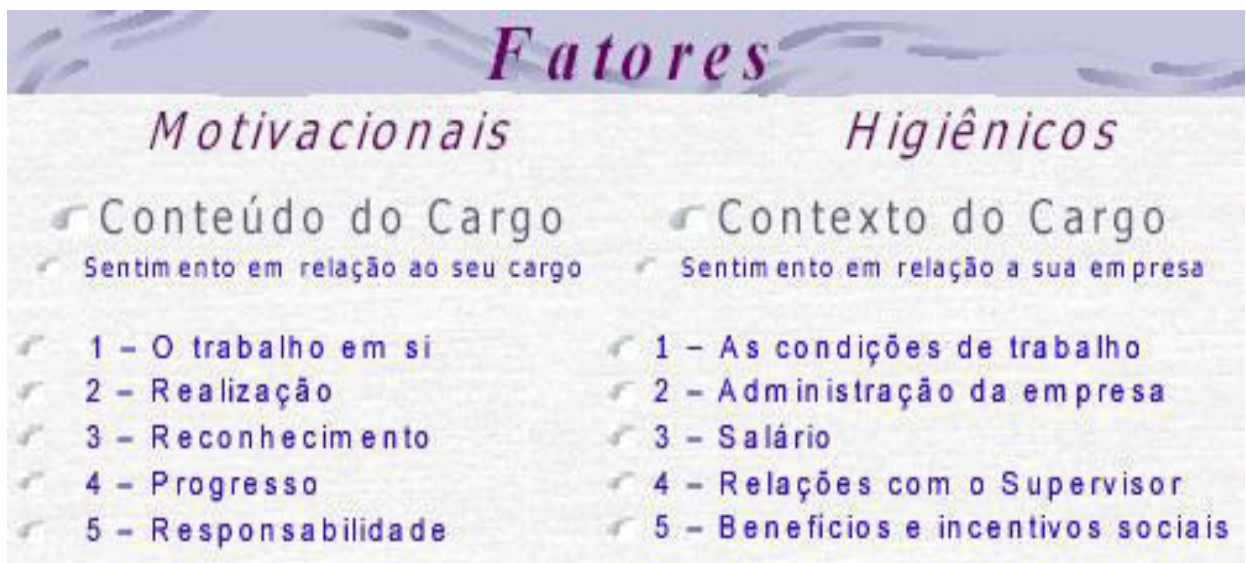 Fatores
Motivacionais
Conteúdo do Cargo
Sentimento em relação ao seu cargo
1 – O trabalho em si
2 – Realização
3 – Reconhecimento
4 – Progresso
5 – Responsabilidade
Higiênicos
Contexto do Cargo
Sentimento em relação a sua empresa
1 – As condições de trabalho
2 – Administração da empresa
3 – Salário
4 – Relações com o Supervisor
5 – Benefícios e incentivos sociais